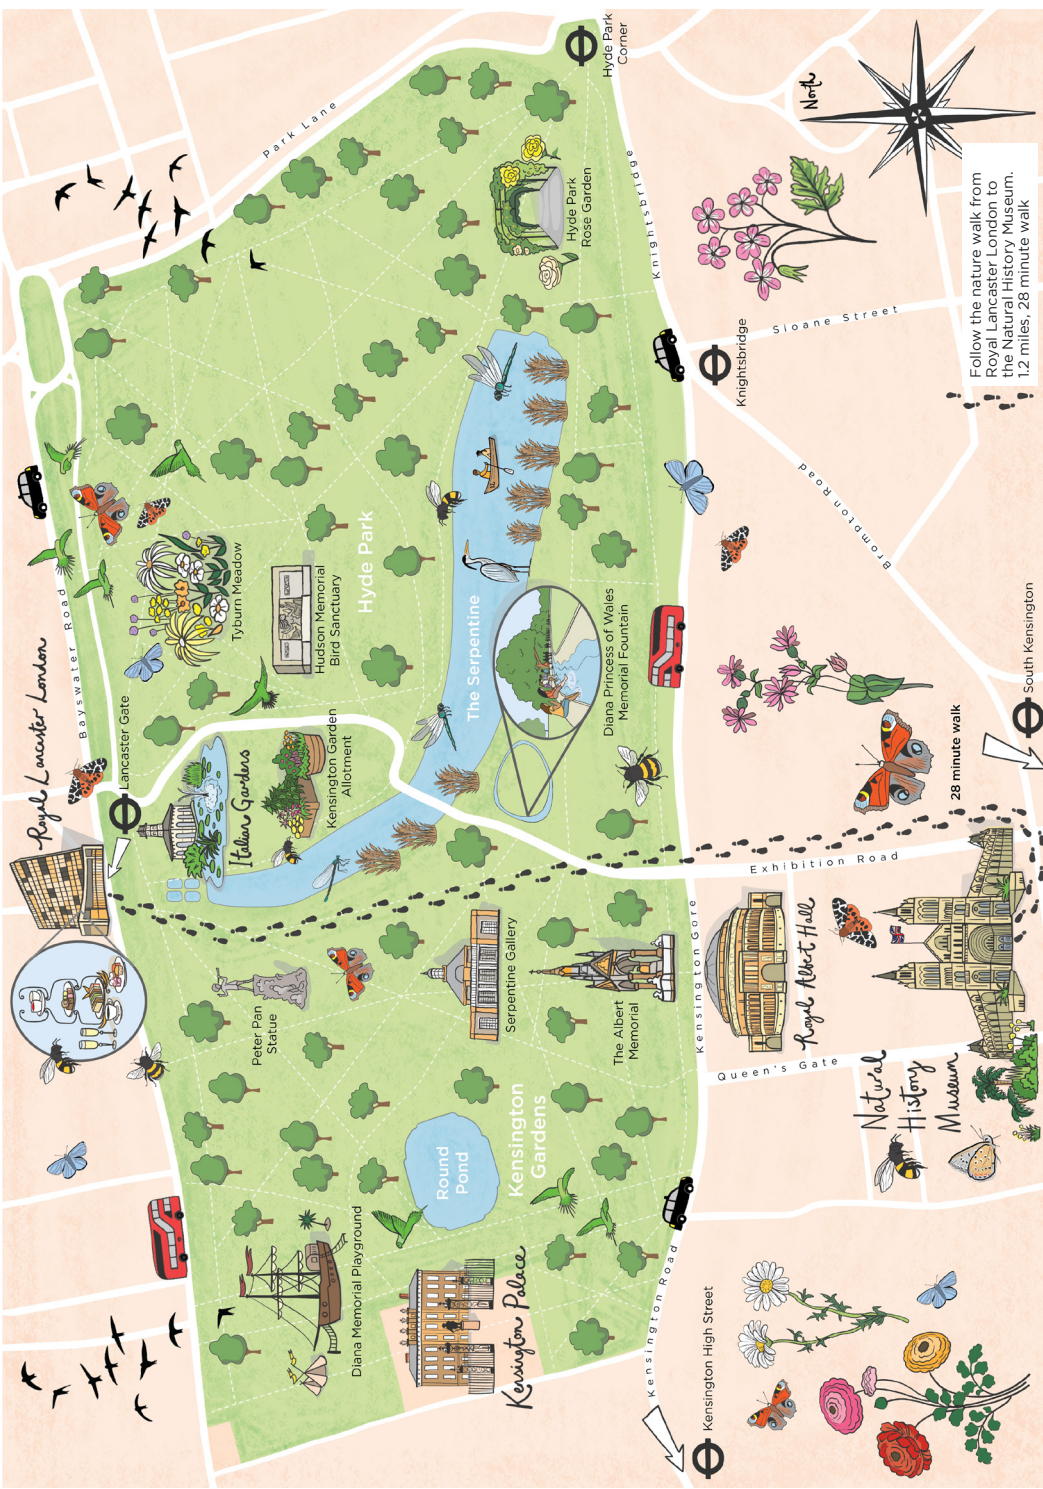 Hyde Park
Corner
Park Lane
North
Knightsbridge
Hyde Park
Rose Garden
Follow the nature walk from
Royal Lancaster London to
the Natural History Museum.
1.2 miles, 28 minute walk
Sloane Street
Knightsbridge
Brompton Road
Bayswater Road
Tyburn Meadow
Hyde Park
Hudson Memorial
Bird Sanctuary
The Serpentine
Diana Princess of Wales
Memorial Fountain
South Kensington
Royal Lancaster London
Lancaster Gate
Italian Gardens
Kensington Garden
Allotment
28 minute walk
Exhibition Road
Peter Pan
Statue
Serpentine Gallery
The Albert
Memorial
Kensington Gore
Royal Albert Hall
Queen's Gate
Natural
History
Museum
Round
Pond
Kensington
Gardens
Diana Memorial Playground
Kensington Palace
Kensington Road
Kensington High Street